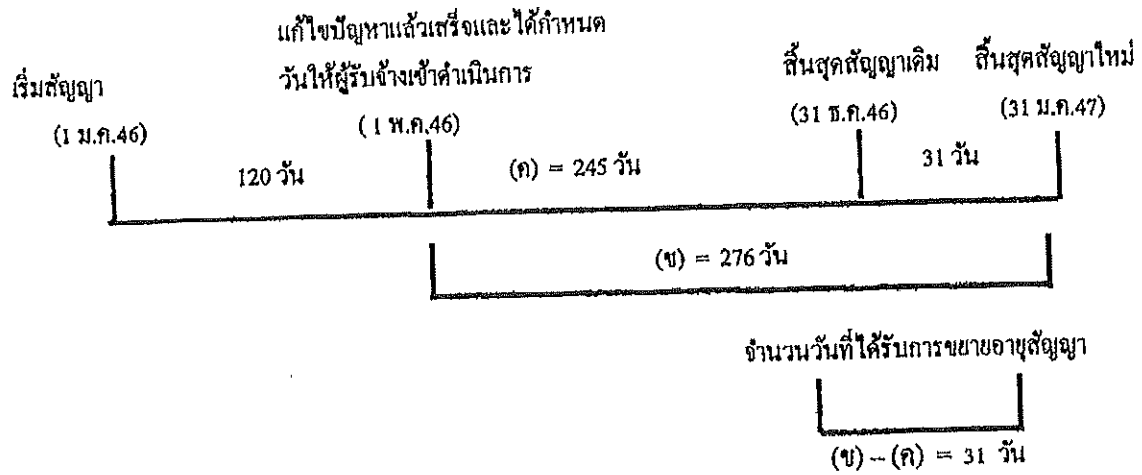 แก้ไขปัญหาแล้วเสร็จและได้กำหนด
วันให้ผู้รับจ้างเข้าดำเนินการ
เริ่มสัญญา
สิ้นสุดสัญญาเดิม
สิ้นสุดสัญญาใหม่
(1 ม.ค.46)
(1 พ.ค.46)
(31 ธ.ค.46)
(31 ม.ค.47)
120 วัน
(ค) = 245 วัน
31 วัน
(ข) = 276 วัน
จำนวนวันที่ได้รับการขยายอายุสัญญา
(ข) – (ค) = 31 วัน